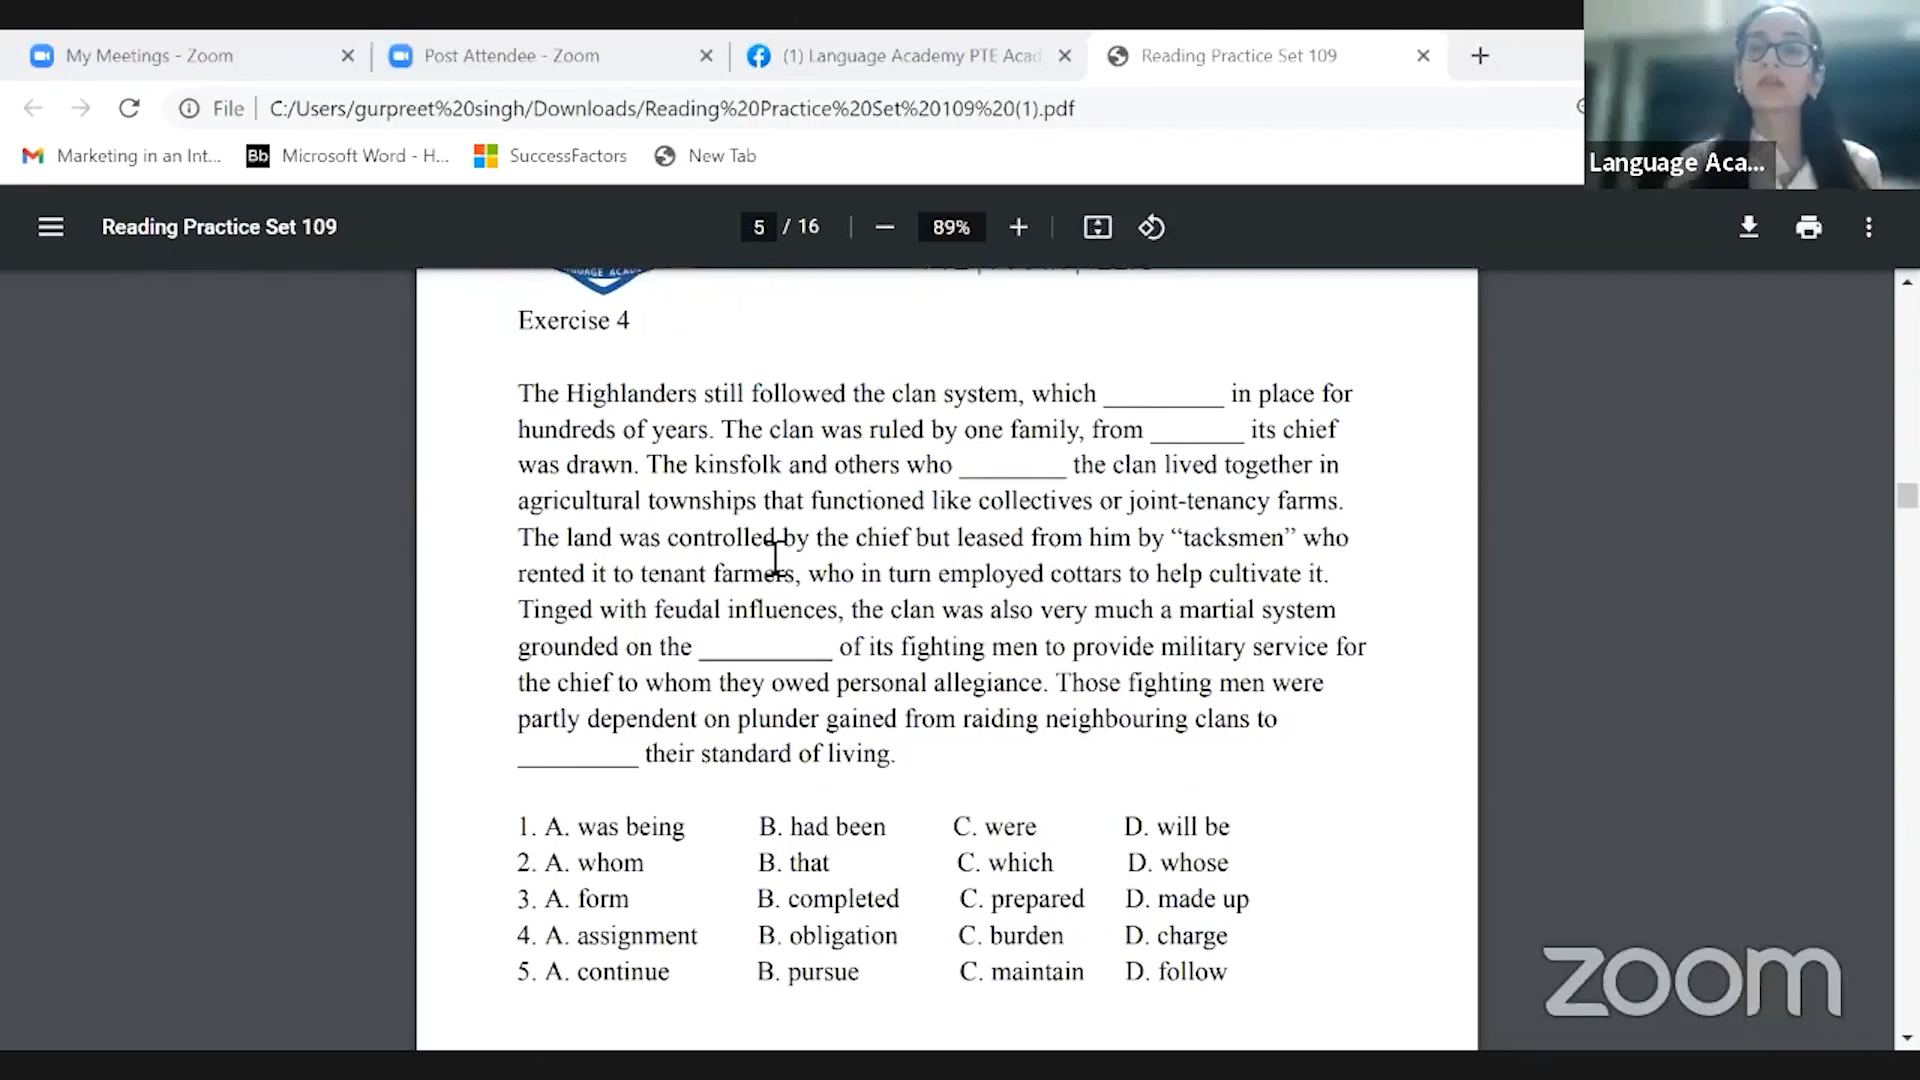 My Meetings - Zoom
Post Attendee - Zoom
(1) Language Academy PTE Acad
Reading Practice Set 109
File
C:/Users/gurpreet%20singh/Downloads/Reading%20Practice%20Set%20109%20(1).pdf
Marketing in an Int...
Bb Microsoft Word - H...
SuccessFactors
New Tab
Language Aca...
Reading Practice Set 109
5 / 16
89%
Exercise 4
The Highlanders still followed the clan system, which _________ in place for
hundreds of years. The clan was ruled by one family, from _______ its chief
was drawn. The kinsfolk and others who ________ the clan lived together in
agricultural townships that functioned like collectives or joint-tenancy farms.
The land was controlled by the chief but leased from him by “tacksmen” who
rented it to tenant farmers, who in turn employed cottars to help cultivate it.
Tinged with feudal influences, the clan was also very much a martial system
grounded on the __________ of its fighting men to provide military service for
the chief to whom they owed personal allegiance. Those fighting men were
partly dependent on plunder gained from raiding neighbouring clans to
_________ their standard of living.
1. A. was being B. had been C. were D. will be
2. A. whom B. that C. which D. whose
3. A. form B. completed C. prepared D. made up
4. A. assignment B. obligation C. burden D. charge
5. A. continue B. pursue C. maintain D. follow
zoom